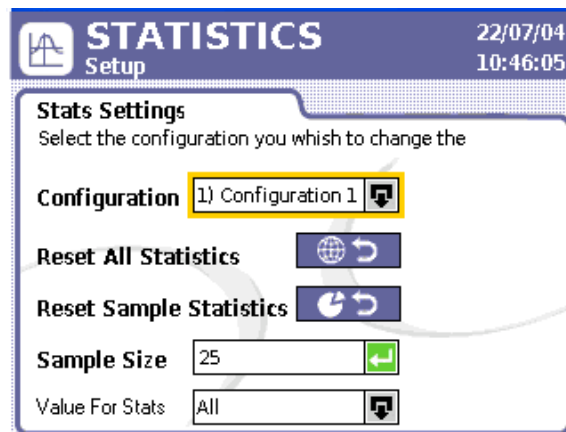 STATISTICS 22/07/04
Setup 10:46:05
Stats Settings
Select the configuration you whish to change the
Configuration 1) Configuration 1
Reset All Statistics
Reset Sample Statistics
Sample Size 25
Value For Stats All